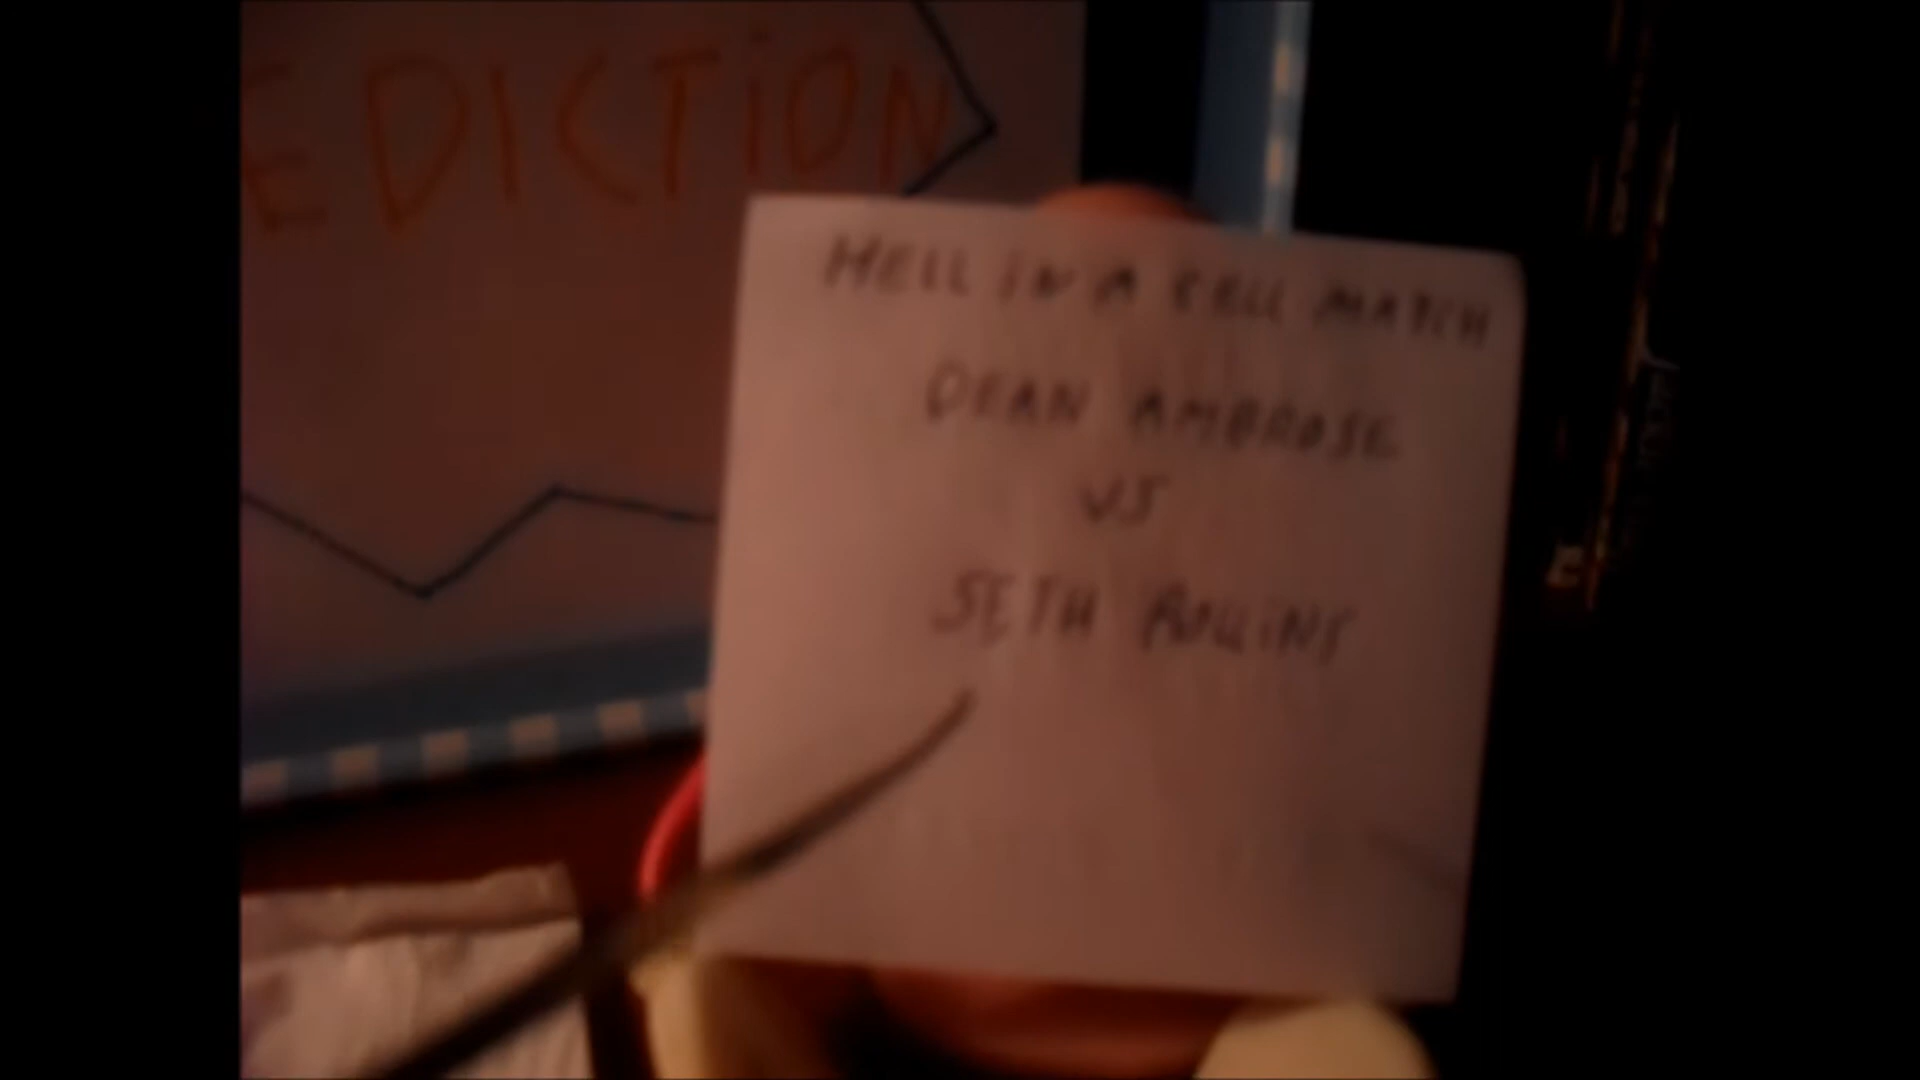 EDICTION
HELL IN A CELL MATCH
DEAN AMBROSE
VS
SETH ROLLINS